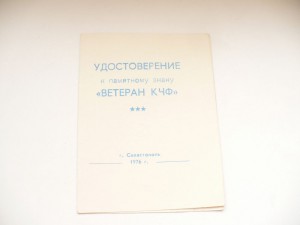 УДОСТОВЕРЕНИЕ
к памятному знаку
«ВЕТЕРАН КЧФ»
г. Севастополь
1976 г.